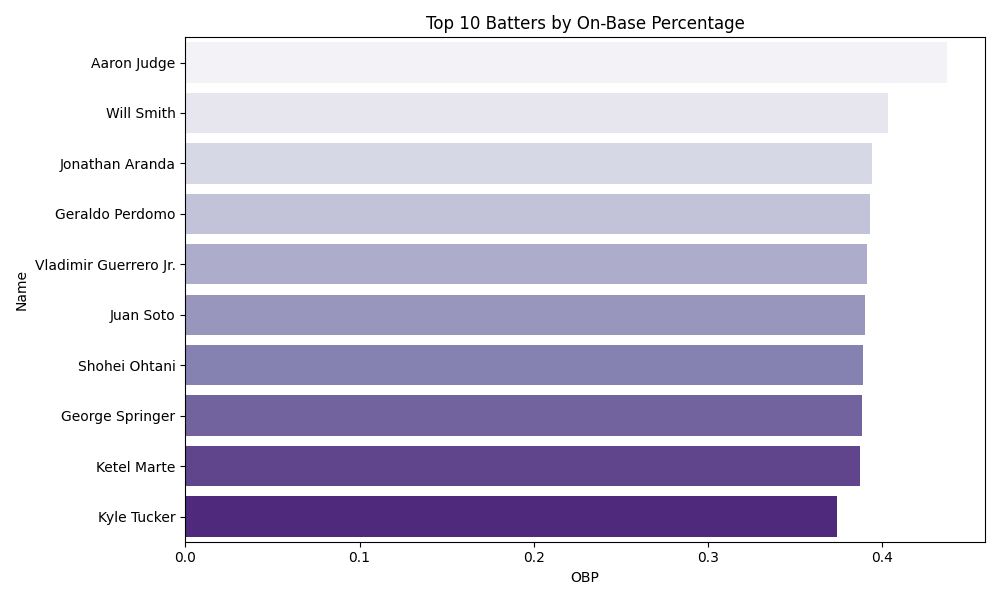 Top 10 Batters by On-Base Percentage
Aaron Judge
Will Smith
Jonathan Aranda
Geraldo Perdomo
Vladimir Guerrero Jr.
Juan Soto
Shohei Ohtani
George Springer
Ketel Marte
Kyle Tucker
Name
0.0 0.1 0.2 0.3 0.4
OBP